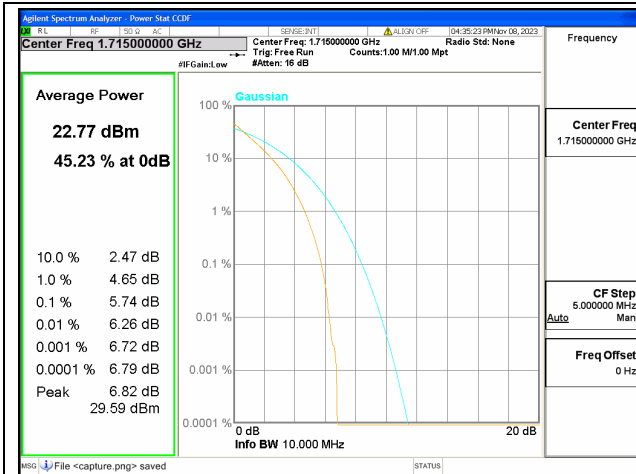 Agilent Spectrum Analyzer - Power Stat CCDF
RL RF 50 Ω AC SENSE:INT ALIGN OFF 04:35:23 PM Nov 08, 2023
Center Freq 1.715000000 GHz
Center Freq: 1.715000000 GHz Radio Std: None
Trig: Free Run Counts:1.00 M/1.00 Mpt
#IFGain:Low #Atten: 16 dB
Frequency
Average Power
22.77 dBm
45.23 % at 0dB
10.0 % 2.47 dB
1.0 % 4.65 dB
0.1 % 5.74 dB
0.01 % 6.26 dB
0.001 % 6.72 dB
0.0001 % 6.79 dB
Peak 6.82 dB
29.59 dBm
Gaussian
100 %
10 %
1 %
0.1 %
0.01 %
0.001 %
0.0001 %
0 dB 20 dB
Info BW 10.000 MHz
Center Freq
1.715000000 GHz
CF Step
5.000000 MHz
Auto Man
Freq Offset
0 Hz
MSG File <capture.png> saved STATUS